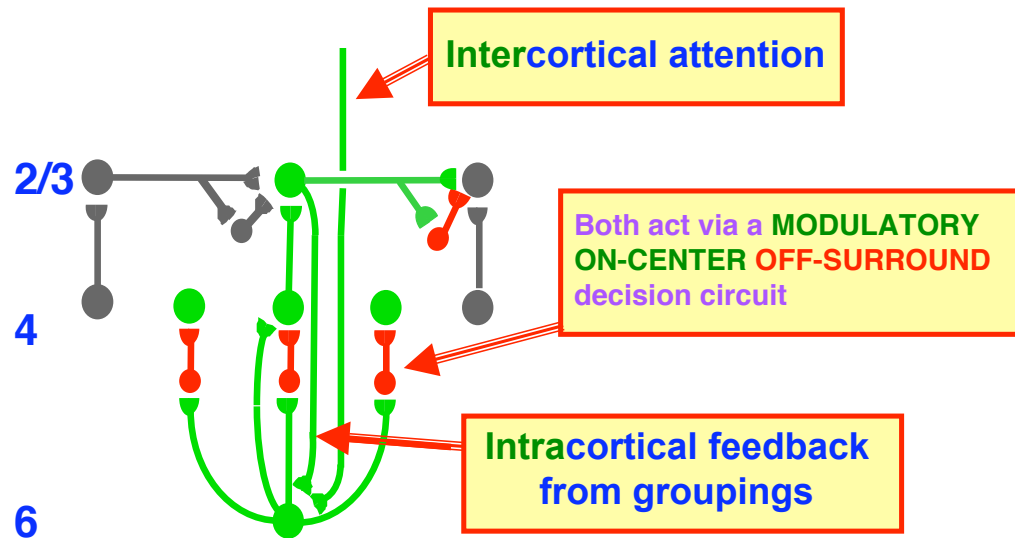 Intercortical attention
2/3
Both act via a MODULATORY
ON-CENTER OFF-SURROUND
decision circuit
4
Intracortical feedback
from groupings
6